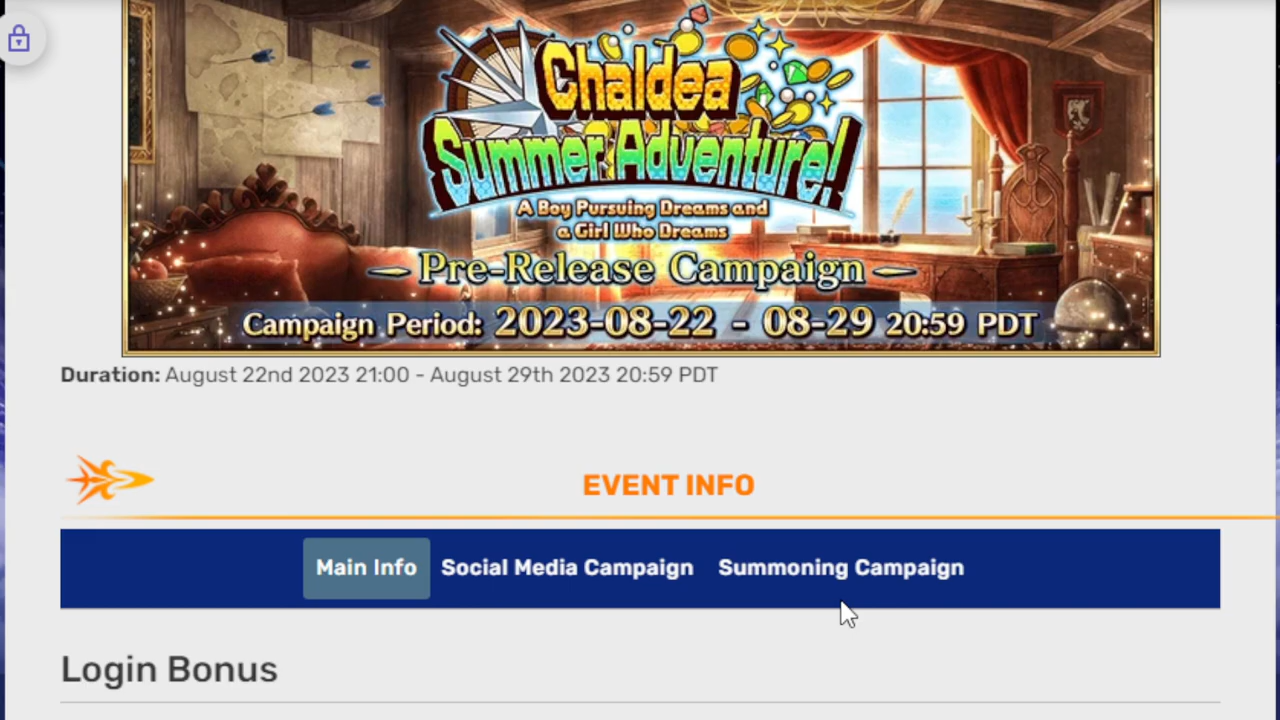 Chaldea
Summer Adventure!
A Boy Pursuing Dreams and
a Girl Who Dreams
Pre-Release Campaign
Campaign Period: 2023-08-22 - 08-29 20:59 PDT
Duration: August 22nd 2023 21:00 - August 29th 2023 20:59 PDT
EVENT INFO
Main Info Social Media Campaign Summoning Campaign
Login Bonus